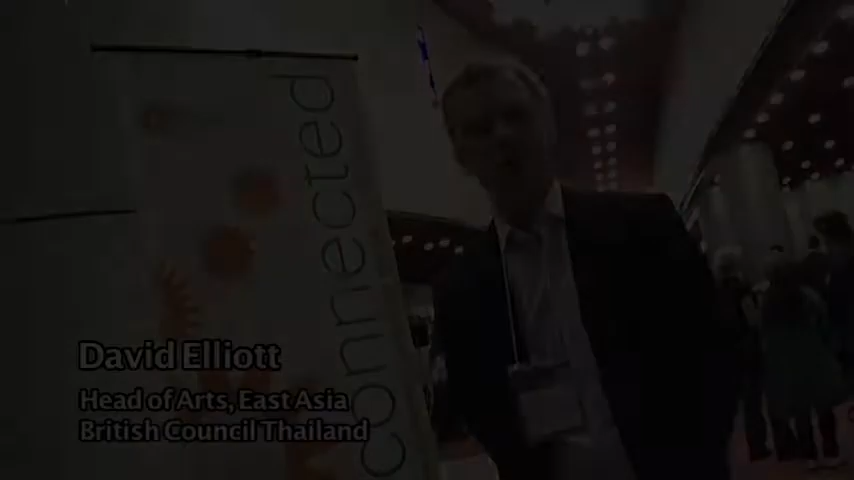 connected
David Elliott
Head of Arts, East Asia
British Council Thailand